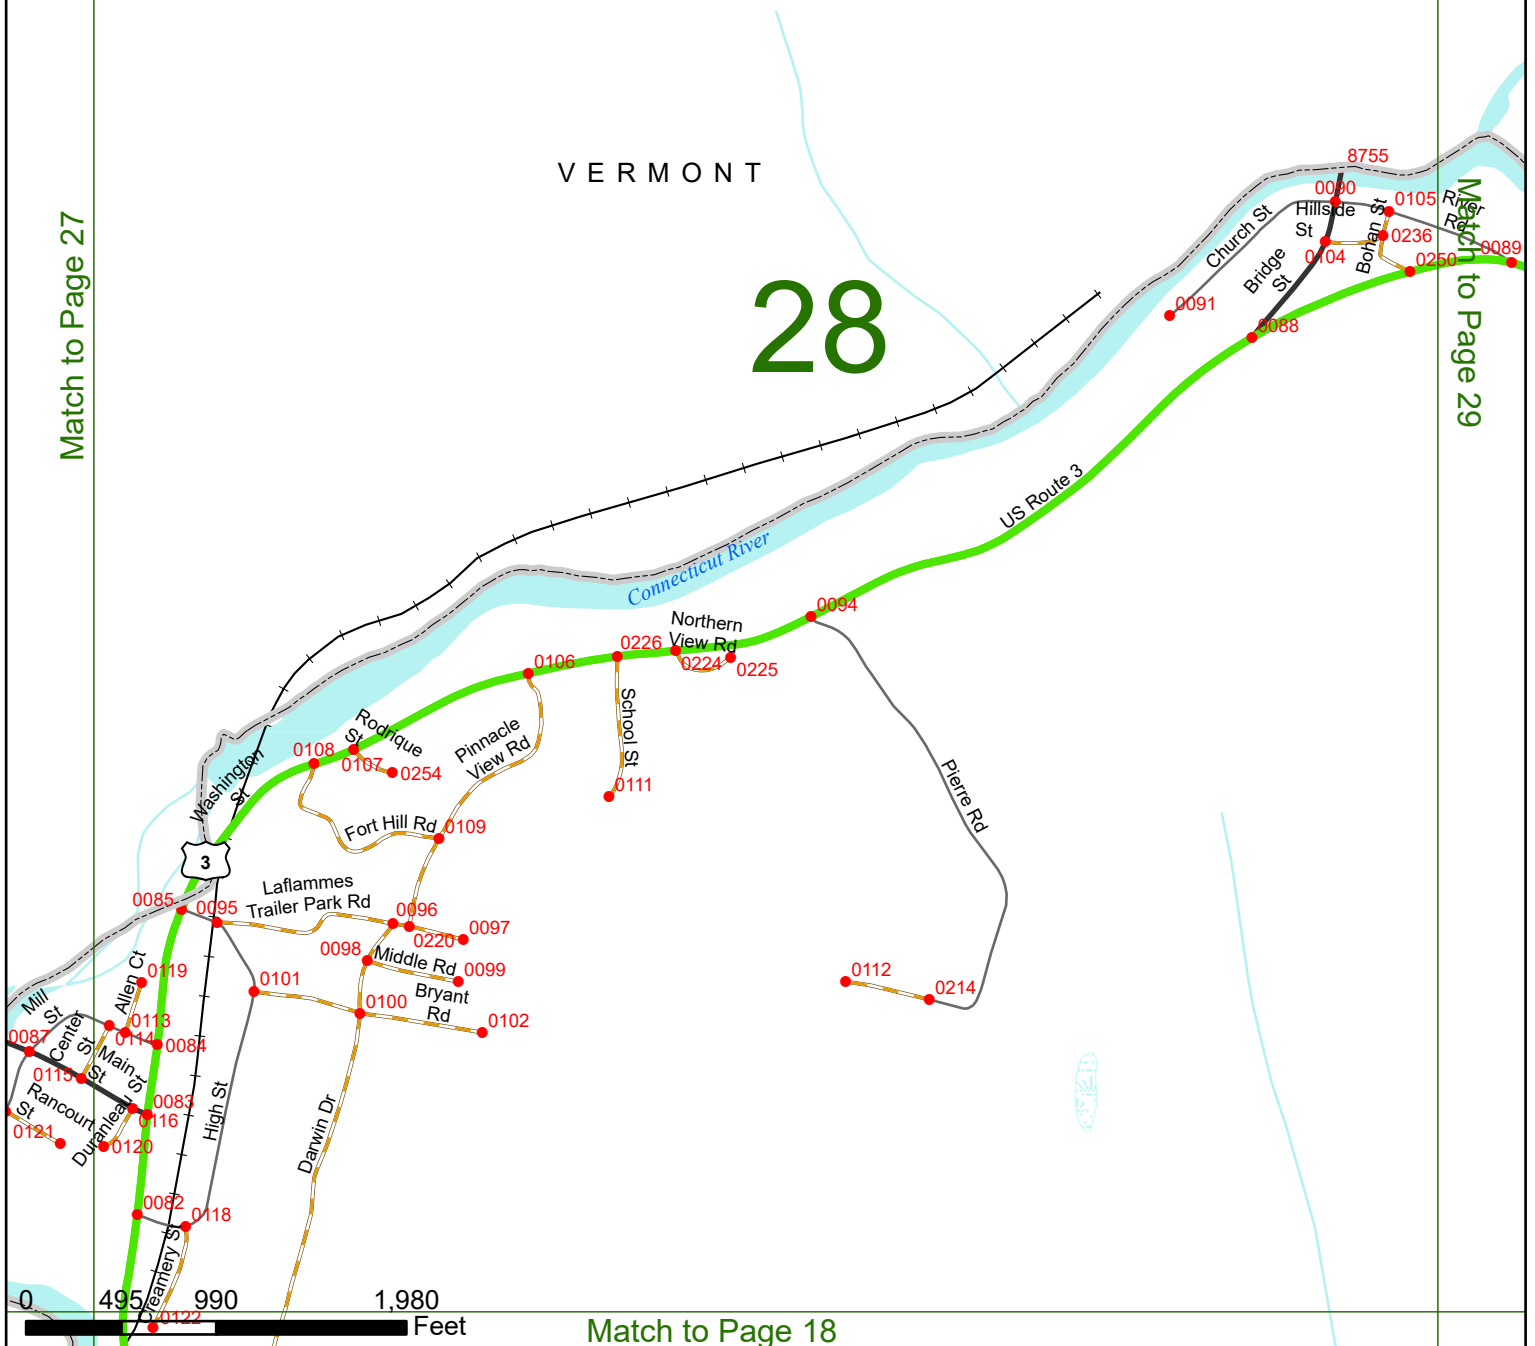 8755
VERMONT
0090
0105
River
Rd
Hillside
St
Church St
Bohan St
0236
0104
0089
0250
Bridge
St
Match to Page 27
Match to Page 29
28
0091
0088
US Route 3
Connecticut River
0094
Northern
View Rd
0226
0224
0225
0106
School St
Rodrique
St
Pinnacle
View Rd
0108
0107
0254
Washington
St
0111
Pierre Rd
Fort Hill Rd
0109
3
Laflammes
Trailer Park Rd
0085
0095
0096
0220
0097
0098
Middle Rd
0099
Allen Ct
0119
0101
Bryant
Rd
0112
0214
Mill
St
0100
0102
0113
0114
0087
Center
St
0084
Main
St
0115
Rancourt
St
Duranleau St
0083
0116
High St
0121
0120
Darwin Dr
0082
0118
Creamery St
0122
0
495
990
1,980
Feet
Match to Page 18